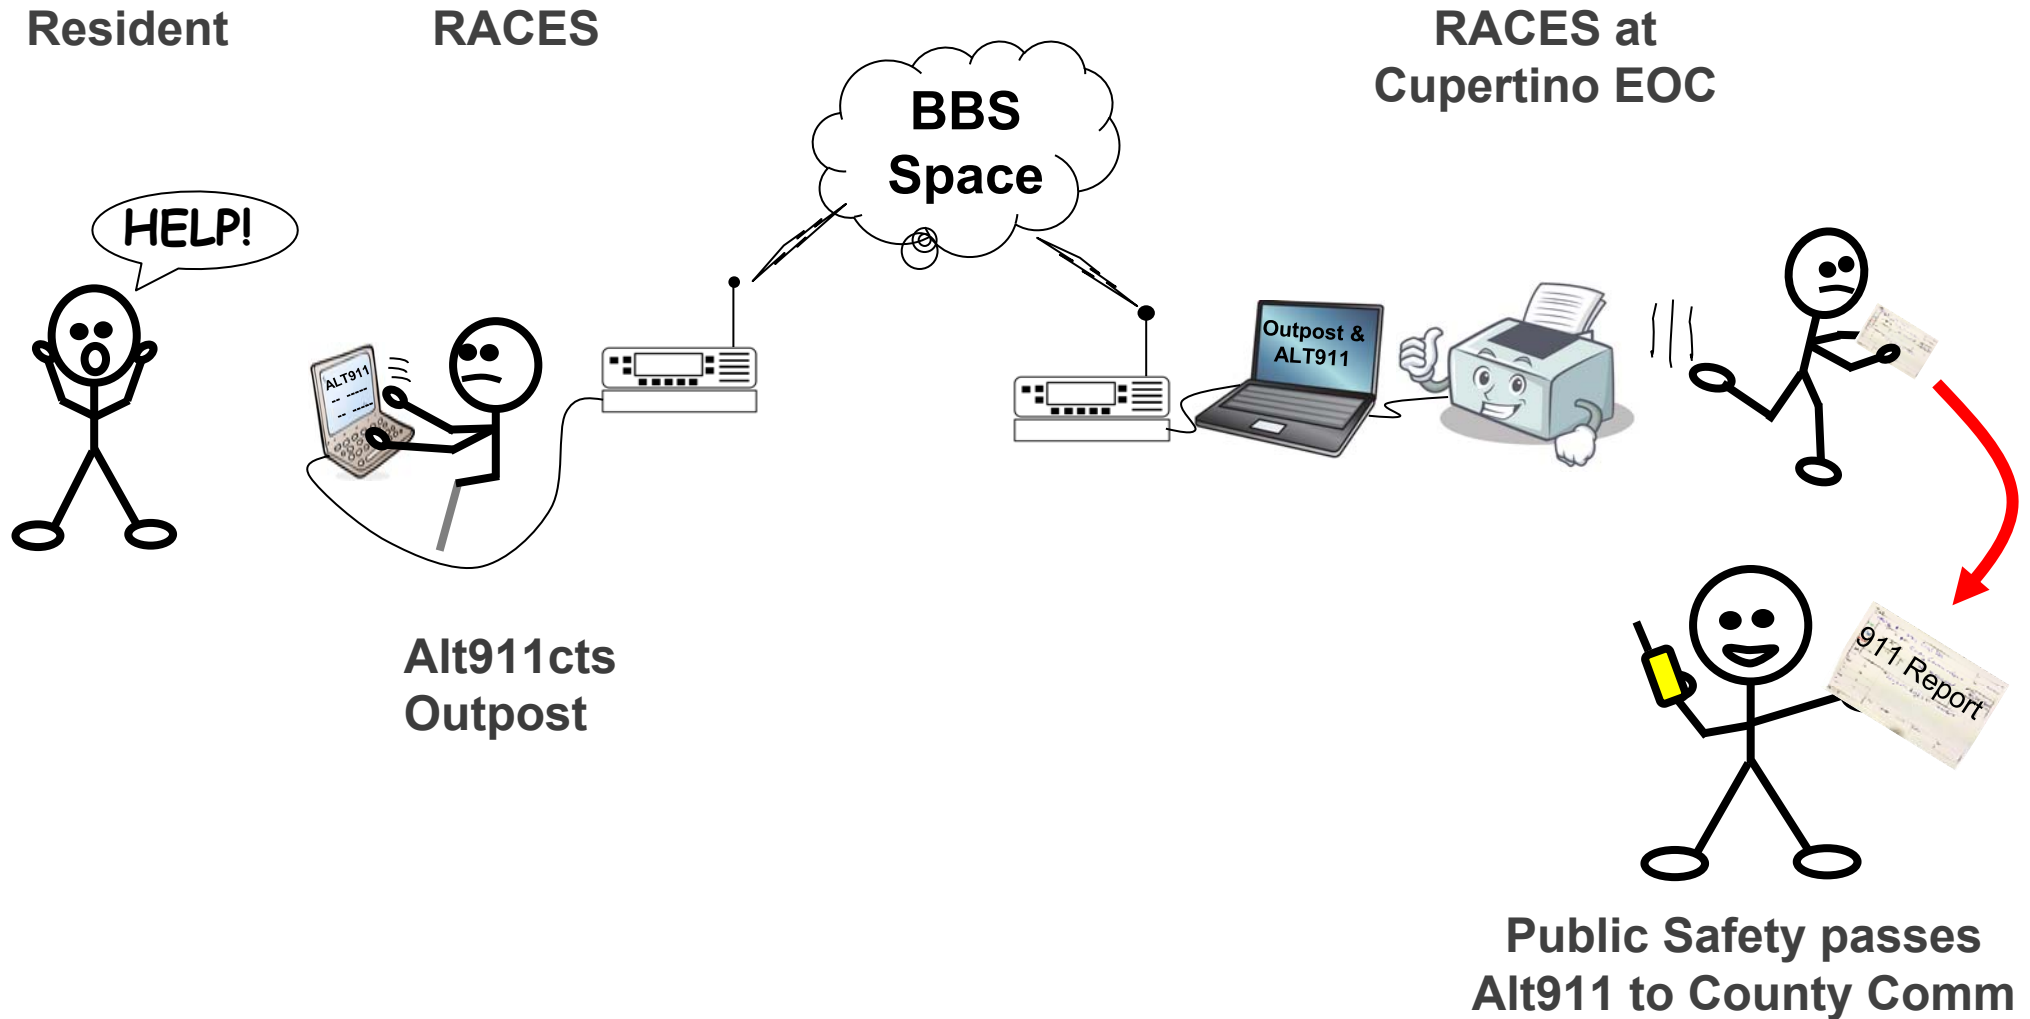 Resident
RACES
RACES at
Cupertino EOC
BBS
Space
HELP!
ALT911
Outpost &
ALT911
Alt911cts
Outpost
911 Report
Public Safety passes
Alt911 to County Comm